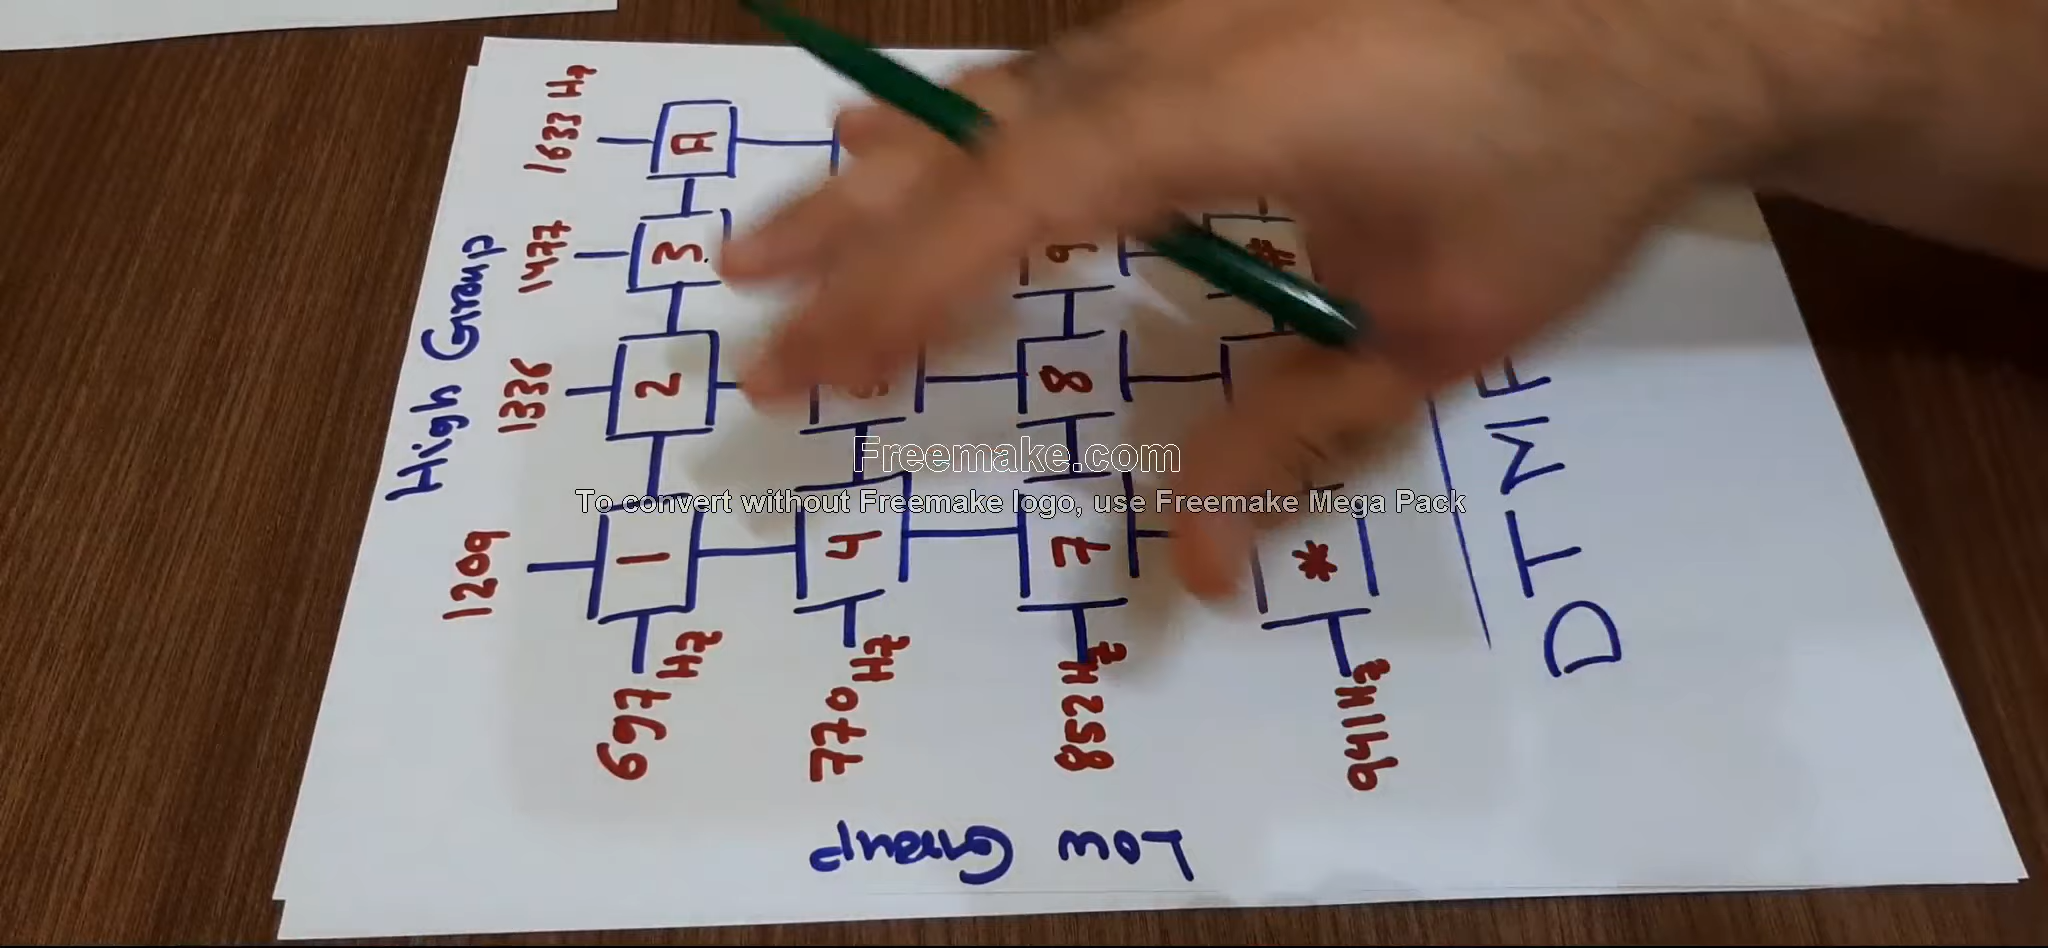 High Group
1209
1336
1477
1633 Hz
697 Hz
1
2
3
A
770 Hz
4
852 Hz
7
8
9
941 Hz
*
#
Low Group
DTMF
Freemake.com
To convert without Freemake logo, use Freemake Mega Pack